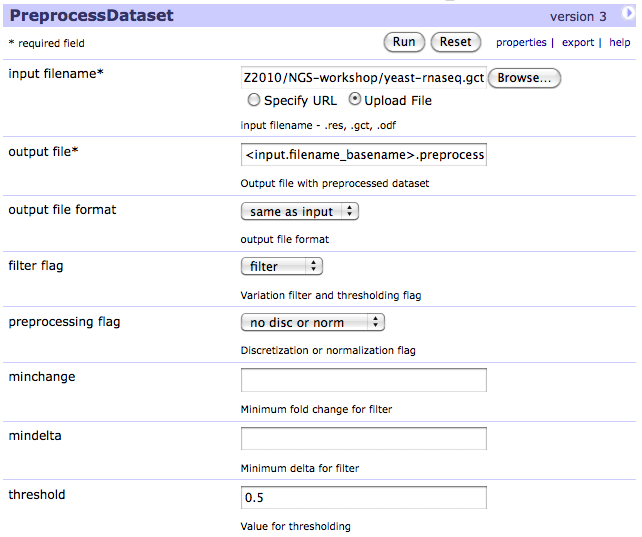 PreprocessDataset version 3
* required field Run Reset properties | export | help
input filename* Z2010/NGS-workshop/yeast-rnaseq.gct Browse...
Specify URL Upload File
input filename - .res, .gct, .odf
output file* <input.filename_basename>.preprocess
Output file with preprocessed dataset
output file format same as input
output file format
filter flag filter
Variation filter and thresholding flag
preprocessing flag no disc or norm
Discretization or normalization flag
minchange
Minimum fold change for filter
mindelta
Minimum delta for filter
threshold 0.5
Value for thresholding